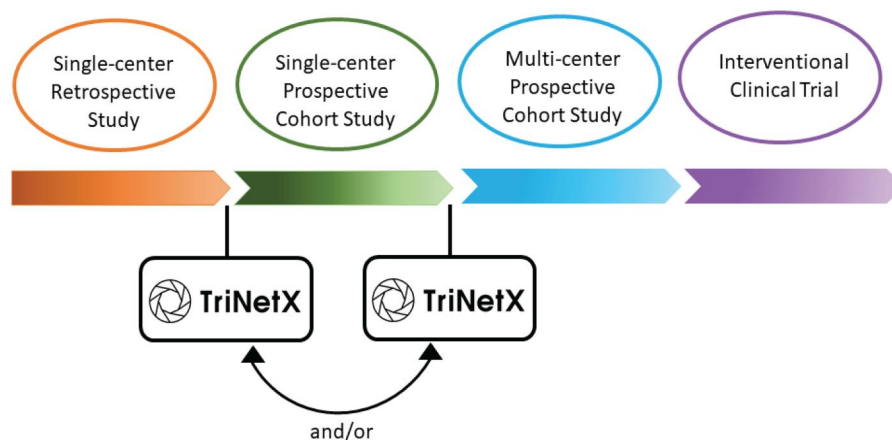 Single-center
Retrospective
Study
Single-center
Prospective
Cohort Study
Multi-center
Prospective
Cohort Study
Interventional
Clinical Trial
TriNetX
TriNetX
and/or